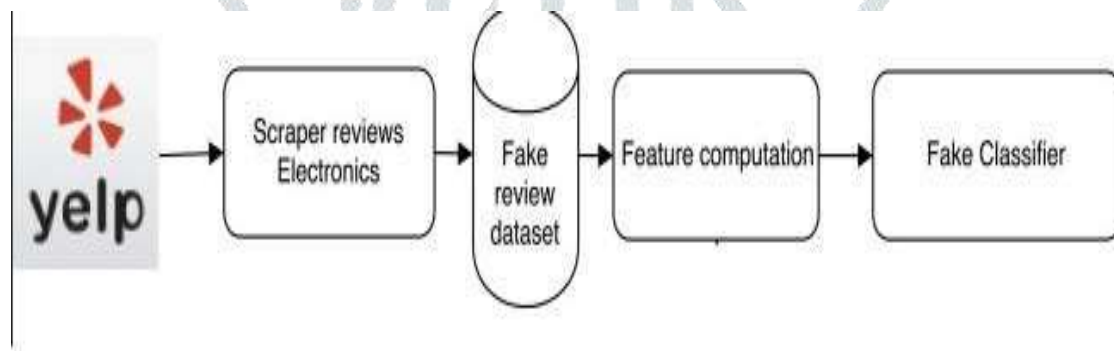 yelp
Scraper reviews
Electronics
Fake
review
dataset
Feature computation
Fake Classifier